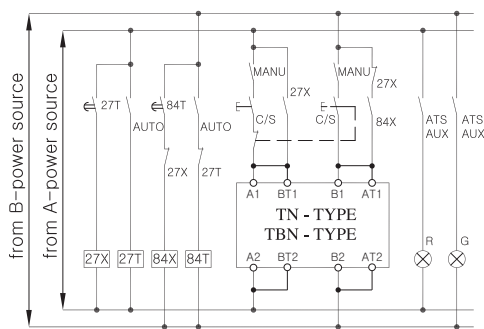 from B-power source
from A-power source
27T
AUTO
84T
AUTO
27X
27T
MANU
27X
C/S
MANU
27X
C/S
84X
ATS
AUX
ATS
AUX
A1
BT1
B1
AT1
TN - TYPE
TBN - TYPE
A2
BT2
B2
AT2
27X
27T
84X
84T
R
G